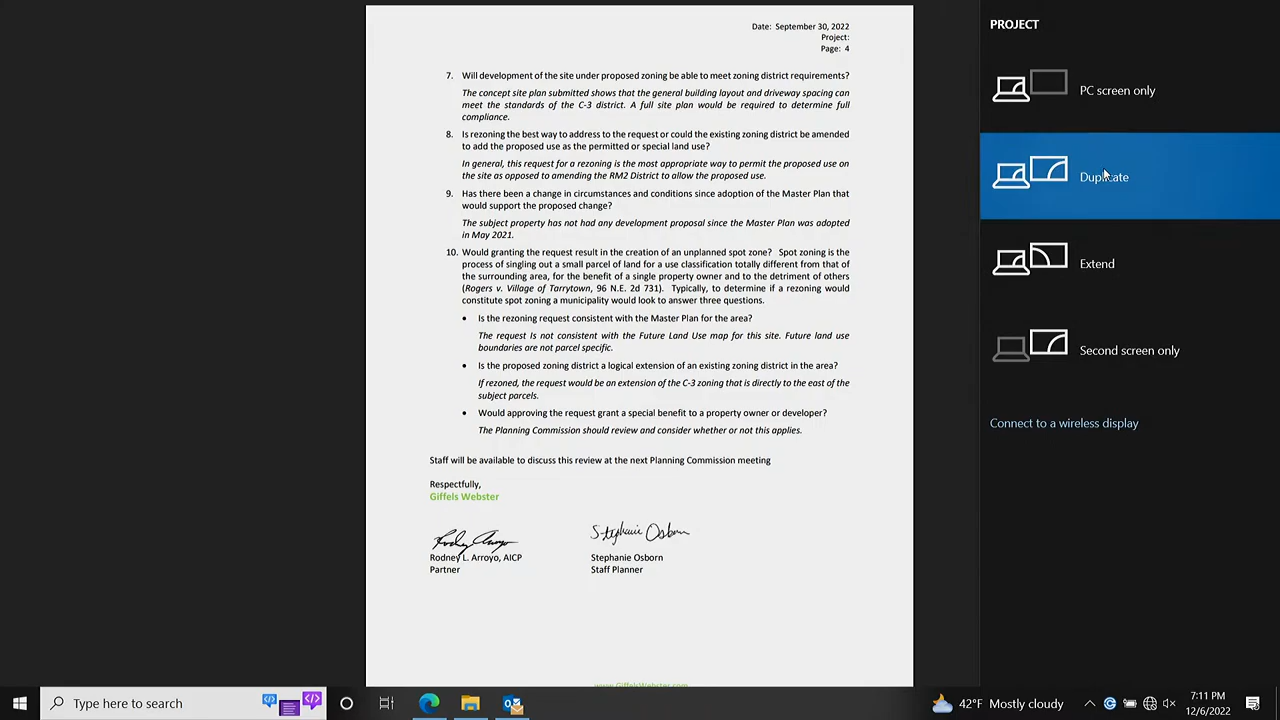 Date: September 30, 2022
Project:
Page: 4
7. Will development of the site under proposed zoning be able to meet zoning district requirements?
The concept site plan submitted shows that the general building layout and driveway spacing can
meet the standards of the C-3 district. A full site plan would be required to determine full
compliance.
8. Is rezoning the best way to address to the request or could the existing zoning district be amended
to add the proposed use as the permitted or special land use?
In general, this request for a rezoning is the most appropriate way to permit the proposed use on
the site as opposed to amending the RM2 District to allow the proposed use.
9. Has there been a change in circumstances and conditions since adoption of the Master Plan that
would support the proposed change?
The subject property has not had any development proposal since the Master Plan was adopted
in May 2021.
10. Would granting the request result in the creation of an unplanned spot zone? Spot zoning is the
process of singling out a small parcel of land for a use classification totally different from that of
the surrounding area, for the benefit of a single property owner and to the detriment of others
(Rogers v. Village of Tarrytown, 96 N.E. 2d 731). Typically, to determine if a rezoning would
constitute spot zoning a municipality would look to answer three questions.
• Is the rezoning request consistent with the Master Plan for the area?
The request Is not consistent with the Future Land Use map for this site. Future land use
boundaries are not parcel specific.
• Is the proposed zoning district a logical extension of an existing zoning district in the area?
If rezoned, the request would be an extension of the C-3 zoning that is directly to the east of the
subject parcels.
• Would approving the request grant a special benefit to a property owner or developer?
The Planning Commission should review and consider whether or not this applies.
Staff will be available to discuss this review at the next Planning Commission meeting
Respectfully,
Giffels Webster
Rodney Arroyo
Stephanie Osborn
Rodney L. Arroyo, AICP
Stephanie Osborn
Partner
Staff Planner
www.GiffelsWebster.com
PROJECT
PC screen only
Duplicate
Extend
Second screen only
Connect to a wireless display
Type here to search
42°F Mostly cloudy
7:11 PM
12/6/2022